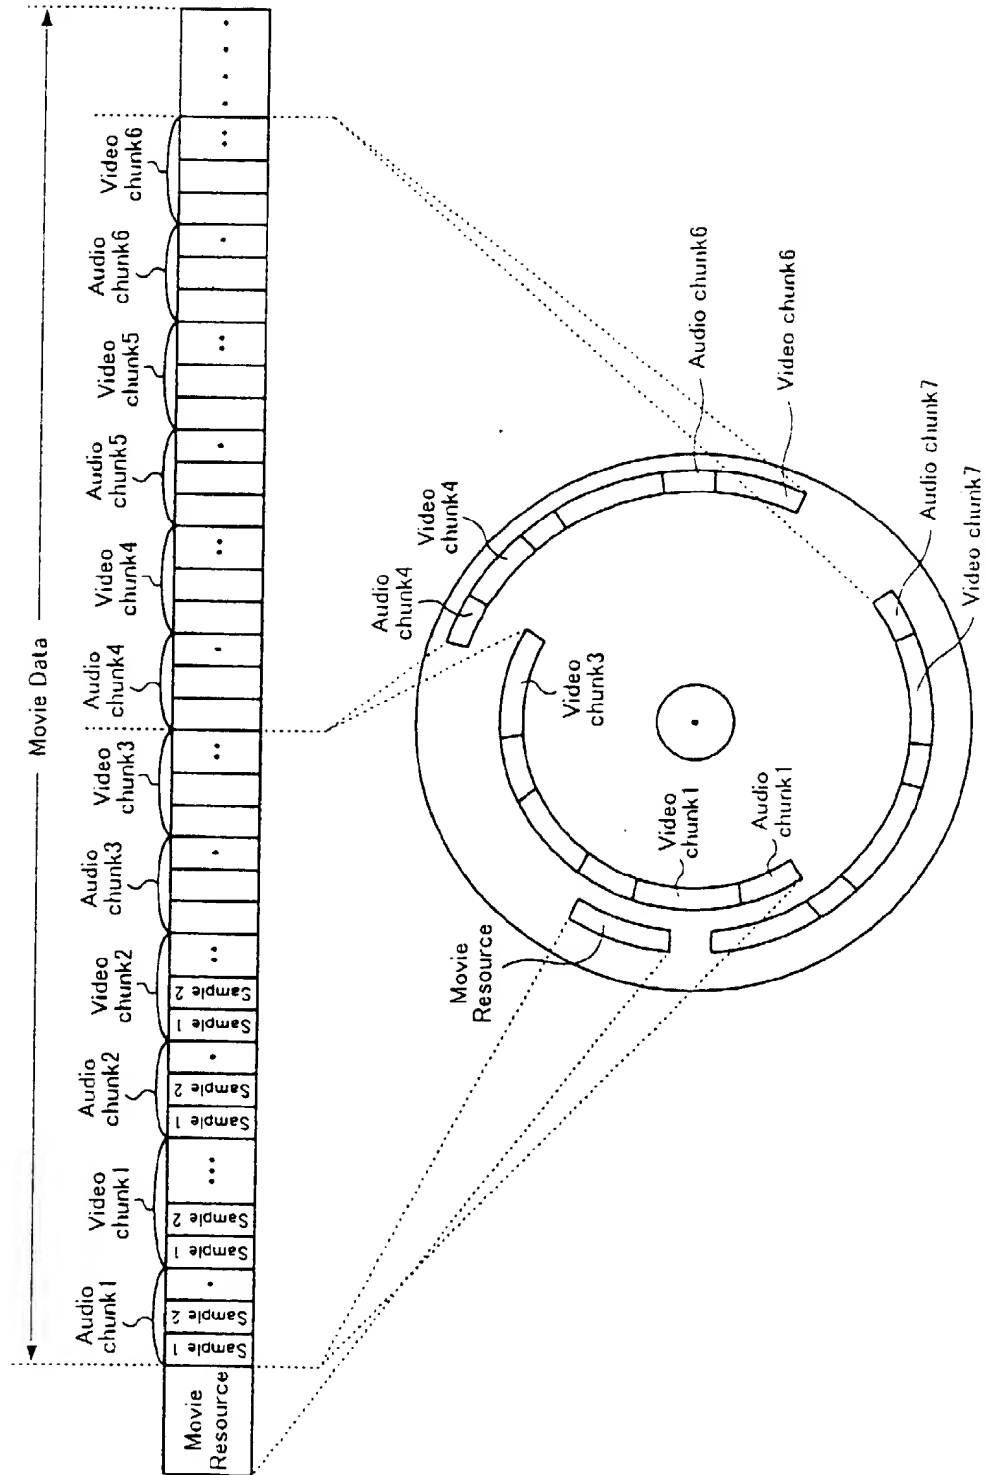 Movie Data
Audio
chunk1
Video
chunk1
Audio
chunk2
Video
chunk2
Audio
chunk3
Video
chunk3
Audio
chunk4
Video
chunk4
Audio
chunk5
Video
chunk5
Audio
chunk6
Video
chunk6
Movie
Resource
Sample 1
Sample 2
Sample 1
Sample 2
Sample 1
Sample 2
Sample 1
Sample 2
Movie
Resource
Video
chunk1
Audio
chunk1
Video
chunk3
Audio
chunk4
Video
chunk4
Audio chunk6
Video chunk6
Audio chunk7
Video chunk7